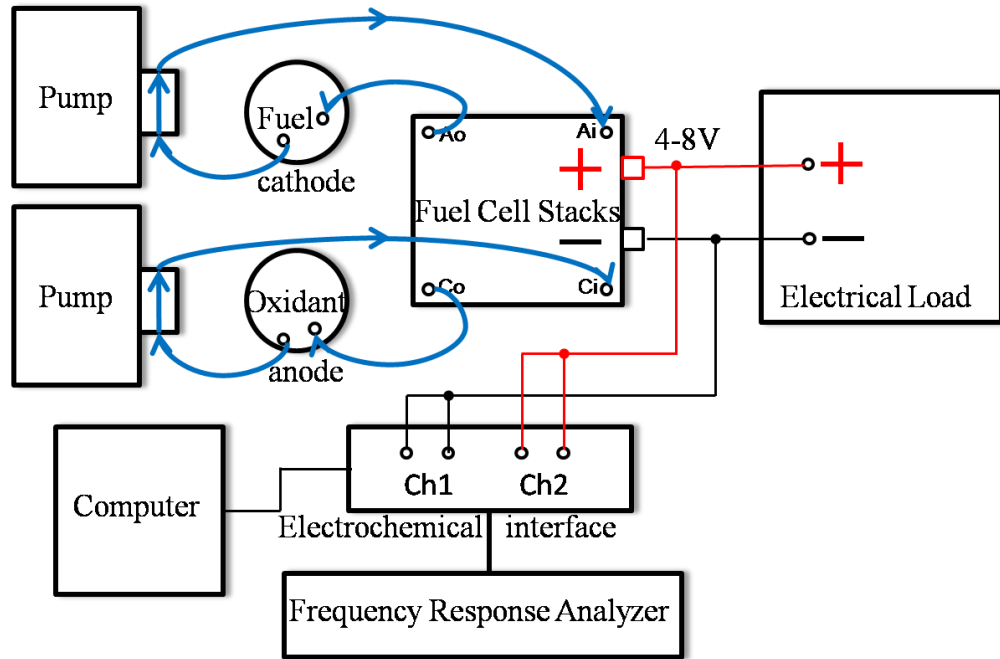 Pump
Fuel
cathode
Ao
Ai
4-8V
+
+
Fuel Cell Stacks
−
−
Pump
Oxidant
anode
Co
Ci
Electrical Load
Computer
Ch1
Ch2
Electrochemical interface
Frequency Response Analyzer